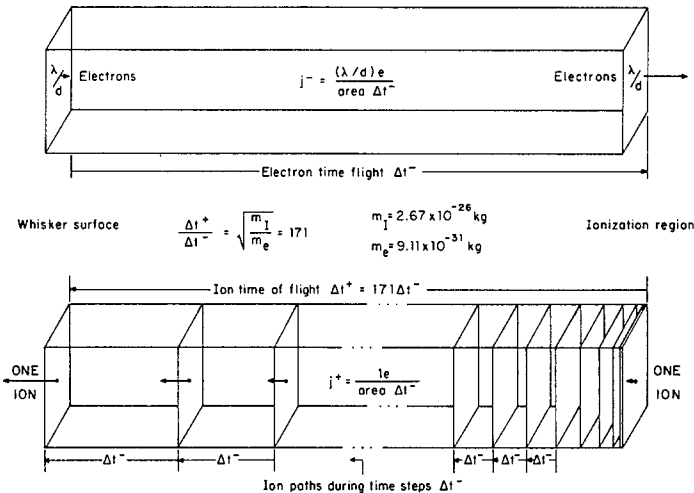 λ/d Electrons j⁻ = (λ/d)e / area Δt⁻ Electrons λ/d
Electron time flight Δt⁻
Whisker surface Δt⁺/Δt⁻ = √(m_I/m_e) = 171 m_I = 2.67 x 10⁻²⁶ kg Ionization region
m_e = 9.11 x 10⁻³¹ kg
Ion time of flight Δt⁺ = 171Δt⁻
ONE ION j⁺ = 1e / area Δt⁻ ONE ION
Δt⁻ Δt⁻ Δt⁻ Δt⁻ Δt⁻
Ion paths during time steps Δt⁻